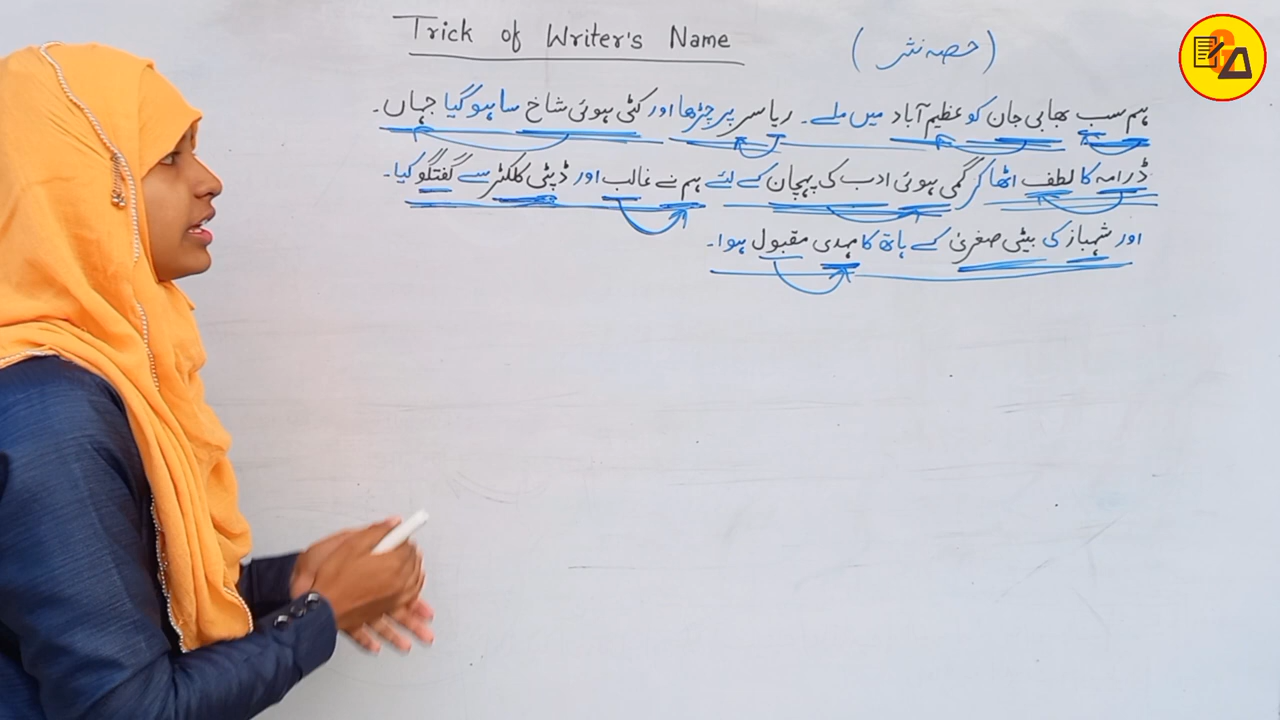 Trick of Writer's Name
(حصہ نثر)
ہم سب بھابی جان کو عظیم آباد میں ملے۔ ریاسی پر چڑھا اور کٹی ہوئی شاخ سا ہو گیا جہاں۔
ڈرامہ کا لطف اٹھا کر گمی ہوئی ادب کی پہچان کے لئے ہم نے غالب اور ڈپٹی کلکٹر سے گفتگو کیا۔
اور شہباز کی بیٹی صغریٰ کے ہاتھ کا مہدی مقبول ہوا۔